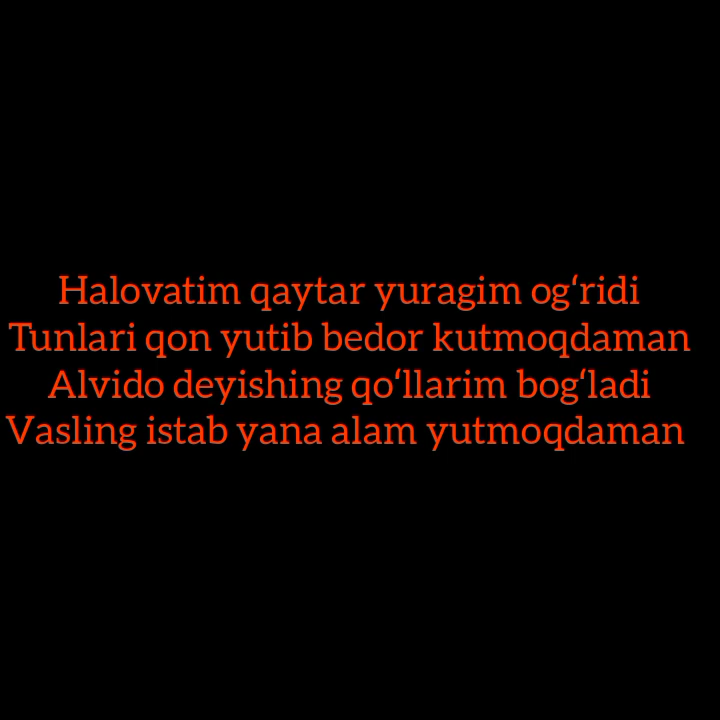 Halovatim qaytar yuragim og‘ridi
Tunlari qon yutib bedor kutmoqdaman
Alvido deyishing qo‘llarim bog‘ladi
Vasling istab yana alam yutmoqdaman